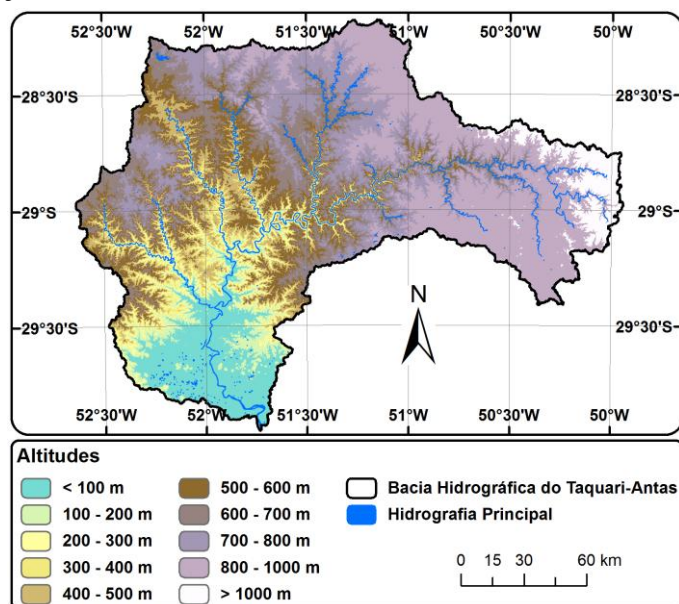 52°30'W 52°W 51°30'W 51°W 50°30'W 50°W
28°30'S 28°30'S
29°S 29°S
N
29°30'S 29°30'S
52°30'W 52°W 51°30'W 51°W 50°30'W 50°W
Altitudes
< 100 m 500 - 600 m Bacia Hidrográfica do Taquari-Antas
100 - 200 m 600 - 700 m Hidrografia Principal
200 - 300 m 700 - 800 m
300 - 400 m 800 - 1000 m 0 15 30 60 km
400 - 500 m > 1000 m